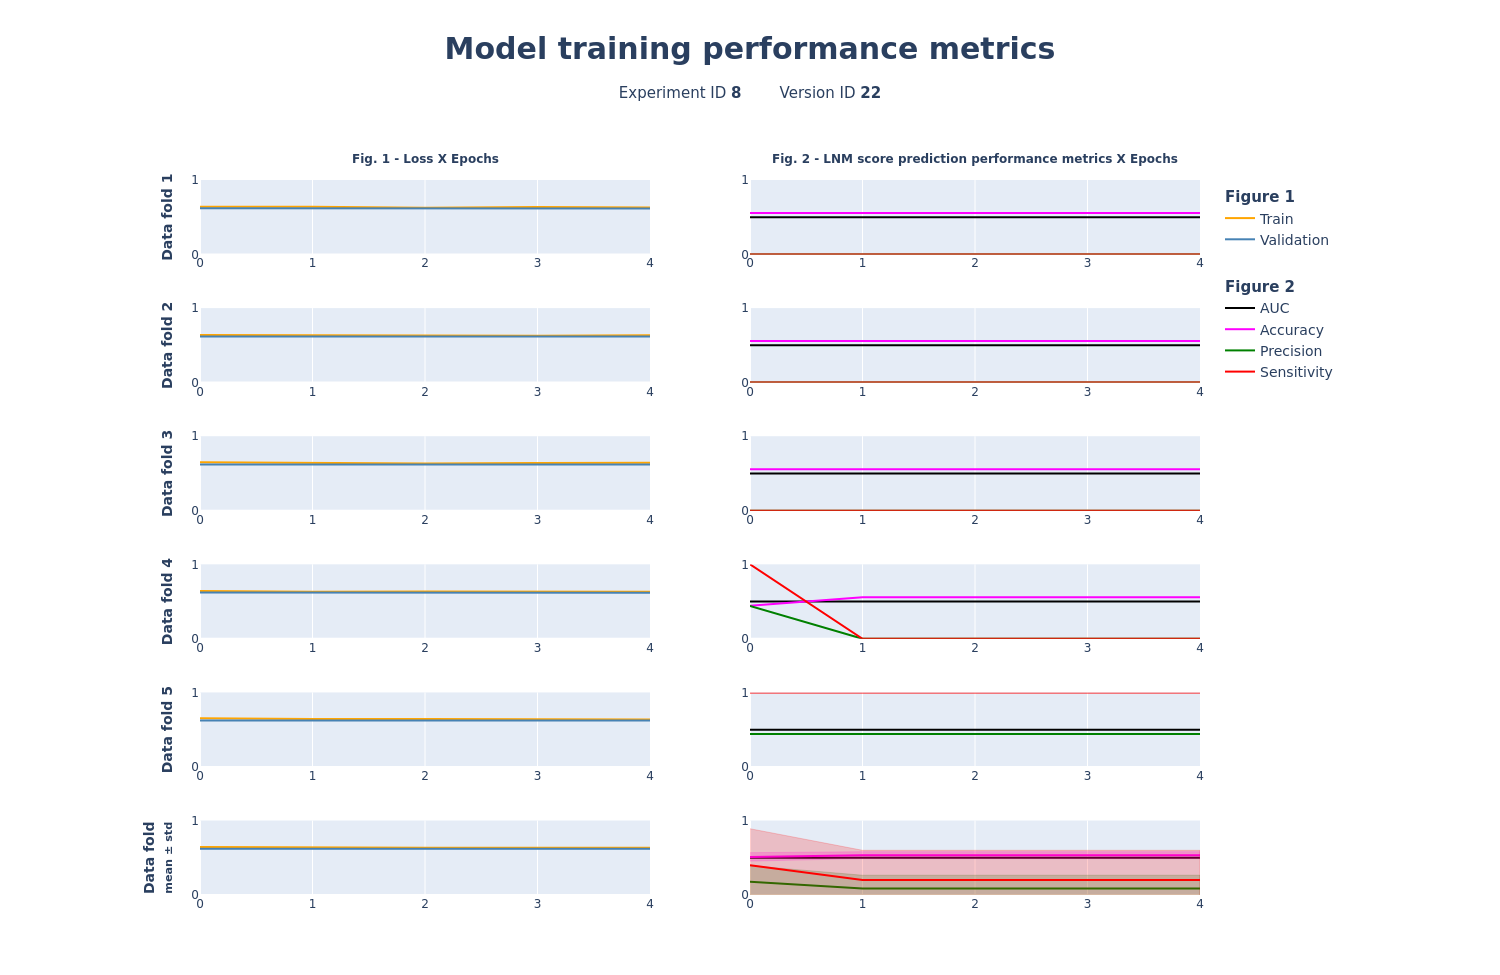 Model training performance metrics
Experiment ID 8 Version ID 22
Fig. 1 - Loss X Epochs
Fig. 2 - LNM score prediction performance metrics X Epochs
Data fold 1
1
0
0 1 2 3 4
1
0
0 1 2 3 4
Figure 1
Train
Validation
Figure 2
AUC
Accuracy
Precision
Sensitivity
Data fold 2
1
0
0 1 2 3 4
1
0
0 1 2 3 4
Data fold 3
1
0
0 1 2 3 4
1
0
0 1 2 3 4
Data fold 4
1
0
0 1 2 3 4
1
0
0 1 2 3 4
Data fold 5
1
0
0 1 2 3 4
1
0
0 1 2 3 4
Data fold
mean ± std
1
0
0 1 2 3 4
1
0
0 1 2 3 4